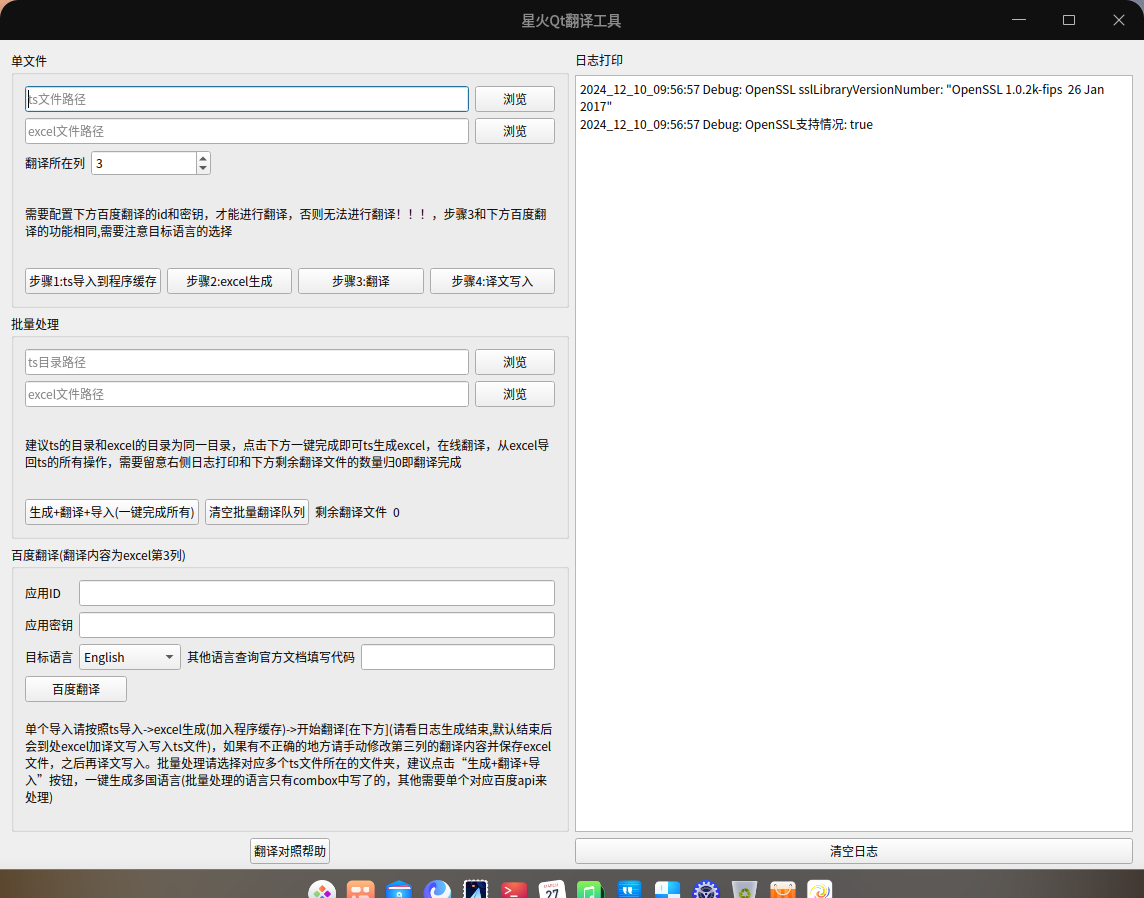 星火Qt翻译工具
单文件
ts文件路径
浏览
excel文件路径
浏览
翻译所在列 3
需要配置下方百度翻译的id和密钥，才能进行翻译，否则无法进行翻译！！！，步骤3和下方百度翻
译的功能相同,需要注意目标语言的选择
步骤1:ts导入到程序缓存
步骤2:excel生成
步骤3:翻译
步骤4:译文写入
批量处理
ts目录路径
浏览
excel文件路径
浏览
建议ts的目录和excel的目录为同一目录，点击下方一键完成即可ts生成excel，在线翻译，从excel导
回ts的所有操作，需要留意右侧日志打印和下方剩余翻译文件的数量归0即翻译完成
生成+翻译+导入(一键完成所有)
清空批量翻译队列
剩余翻译文件 0
百度翻译(翻译内容为excel第3列)
应用ID
应用密钥
目标语言 English 其他语言查询官方文档填写代码
百度翻译
单个导入请按照ts导入->excel生成(加入程序缓存)->开始翻译[在下方](请看日志生成结束,默认结束后
会到处excel加译文写入写入ts文件)，如果有不正确的地方请手动修改第三列的翻译内容并保存excel
文件，之后再译文写入。批量处理请选择对应多个ts文件所在的文件夹，建议点击“生成+翻译+导
入”按钮，一键生成多国语言(批量处理的语言只有combox中写了的，其他需要单个对应百度api来
处理)
翻译对照帮助
日志打印
2024_12_10_09:56:57 Debug: OpenSSL sslLibraryVersionNumber: "OpenSSL 1.0.2k-fips 26 Jan
2017"
2024_12_10_09:56:57 Debug: OpenSSL支持情况: true
清空日志
27